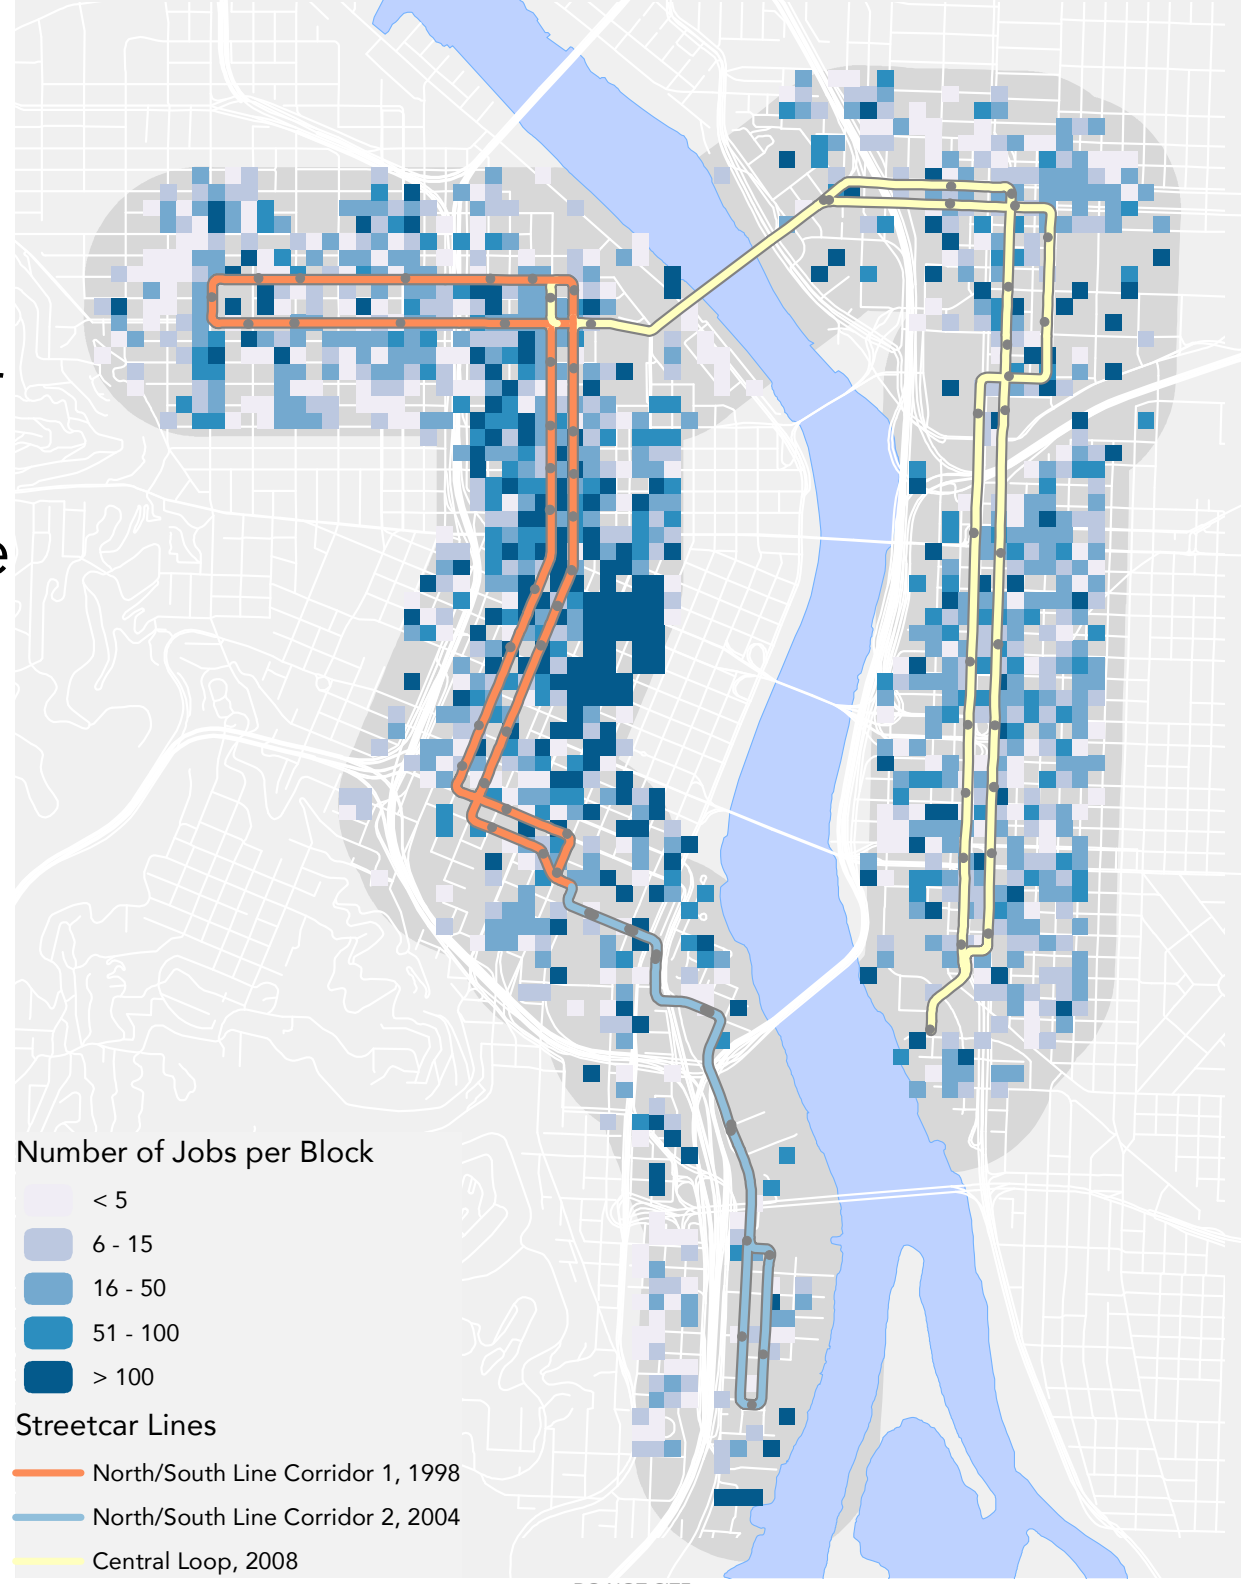 Number of Jobs per Block
< 5
6 - 15
16 - 50
51 - 100
> 100
Streetcar Lines
North/South Line Corridor 1, 1998
North/South Line Corridor 2, 2004
Central Loop, 2008